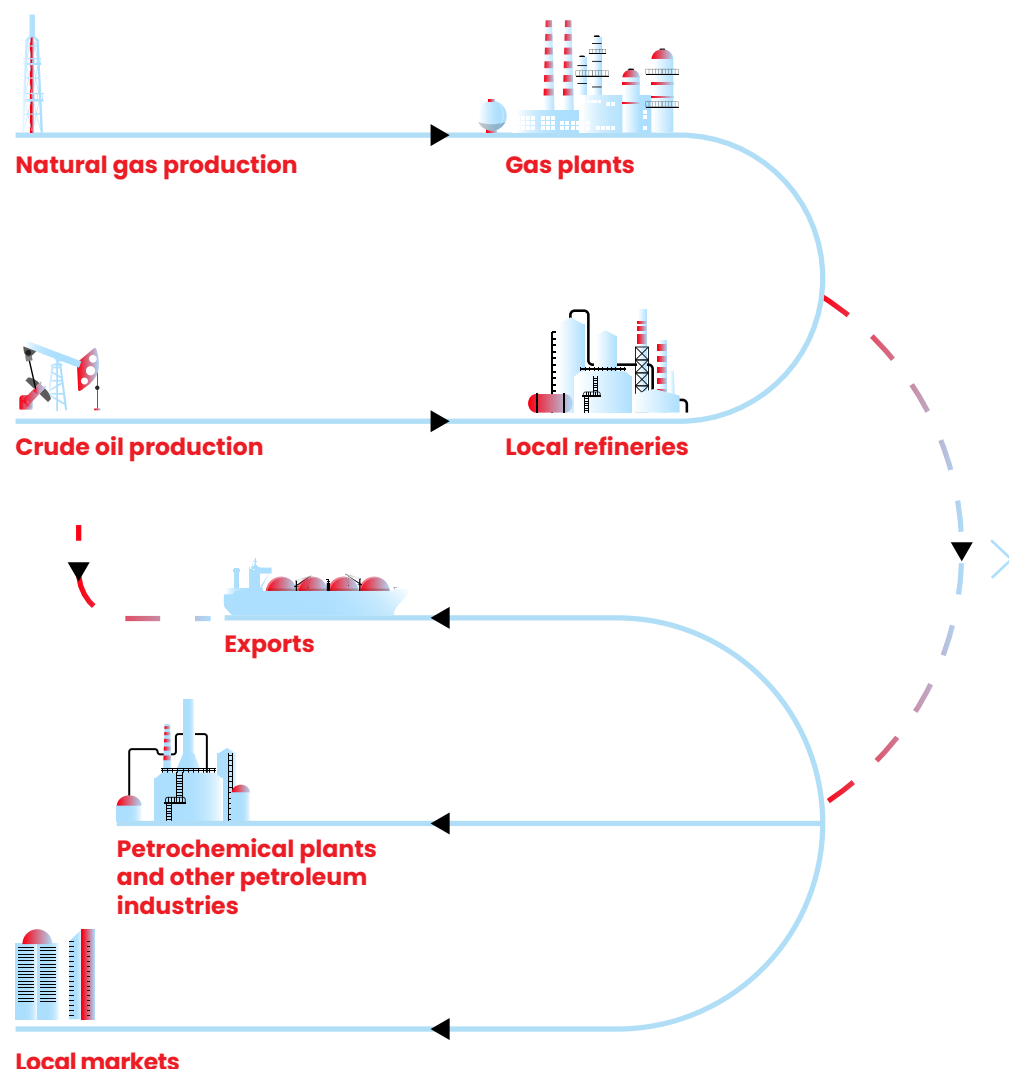 Natural gas production
Gas plants
Crude oil production
Local refineries
Exports
Petrochemical plants
and other petroleum
industries
Local markets